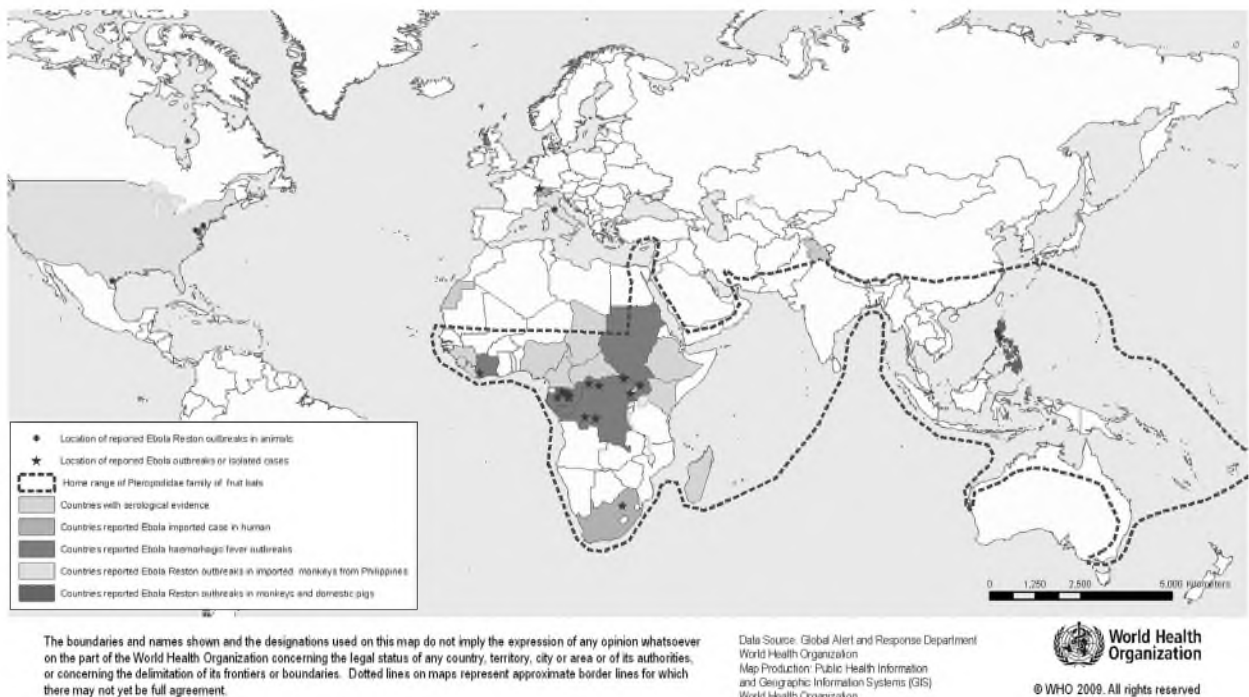 Location of reported Ebola Reston outbreaks in animals
Location of reported Ebola outbreaks or isolated cases
Home range of Pteropodidae family of fruit bats
Countries with serological evidence
Countries reported Ebola imported case in human
Countries reported Ebola haemorhagic fever outbreaks
Countries reported Ebola Reston outbreaks in imported monkeys from Philippines
Countries reported Ebola Reston outbreaks in monkeys and domestic pigs
0 1,250 2,500 5,000 Kilometers
The boundaries and names shown and the designations used on this map do not imply the expression of any opinion whatsoever
on the part of the World Health Organization concerning the legal status of any country, territory, city or area or of its authorities,
or concerning the delimitation of its frontiers or boundaries. Dotted lines on maps represent approximate border lines for which
there may not yet be full agreement.
Data Source: Global Alert and Response Department
World Health Organization
Map Production: Public Health Information
and Geographic Information Systems (GIS)
World Health Organization
World Health
Organization
© WHO 2009. All rights reserved